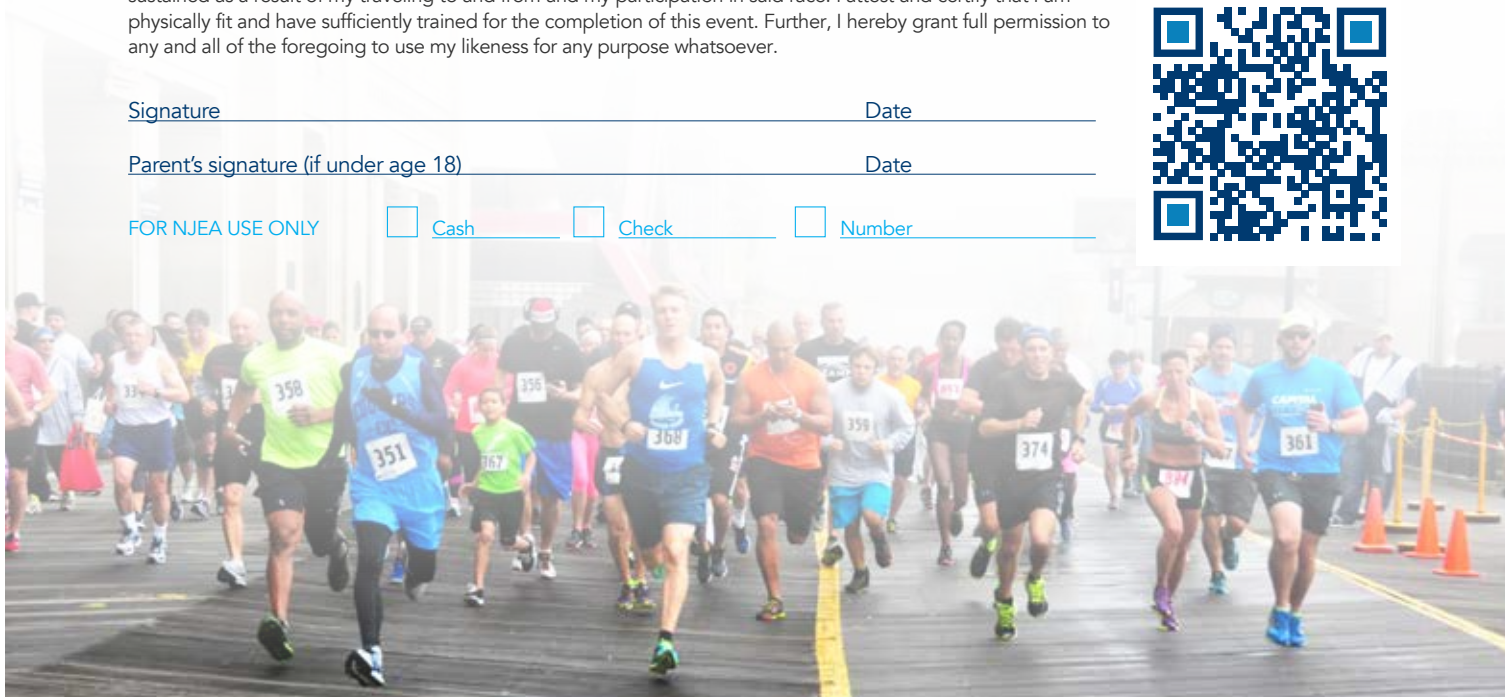 physically fit and have sufficiently trained for the completion of this event. Further, I hereby grant full permission to
any and all of the foregoing to use my likeness for any purpose whatsoever.
Signature Date
Parent's signature (if under age 18) Date
FOR NJEA USE ONLY Cash Check Number
356
358
359
351
367
368
374
361
CAPITAL